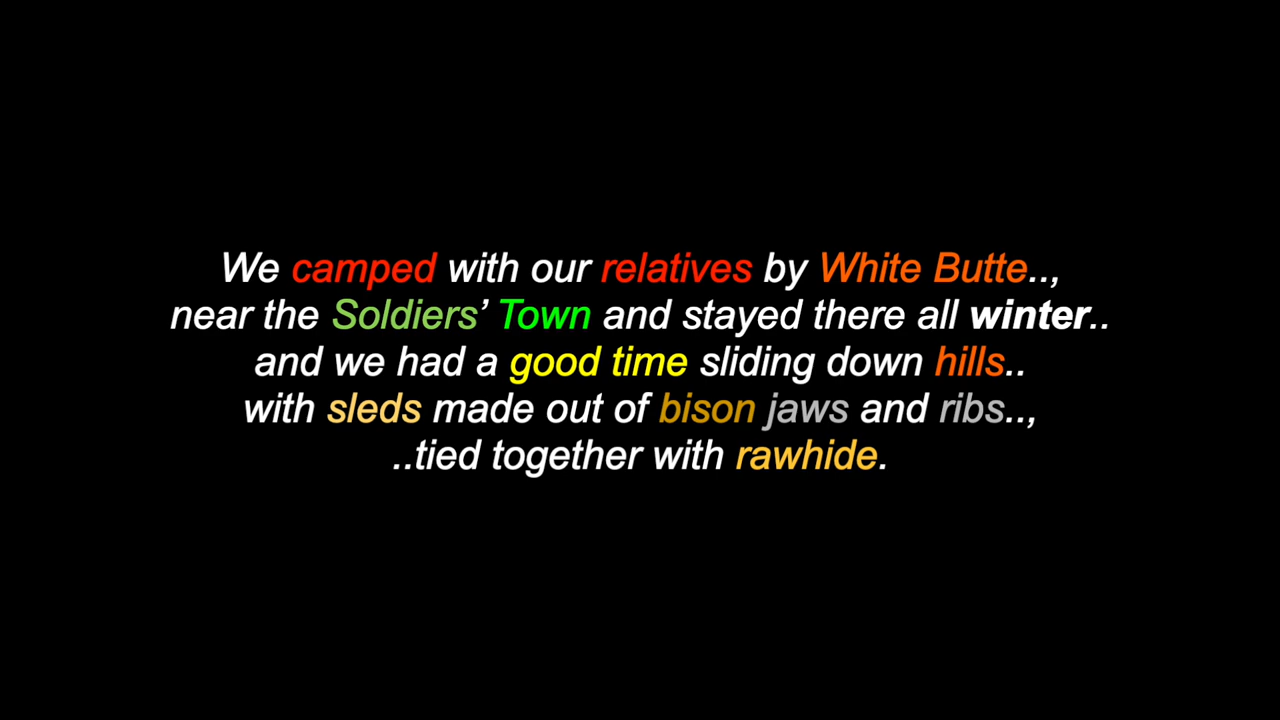 We camped with our relatives by White Butte..,
near the Soldiers’ Town and stayed there all winter..
and we had a good time sliding down hills..
with sleds made out of bison jaws and ribs..,
..tied together with rawhide.